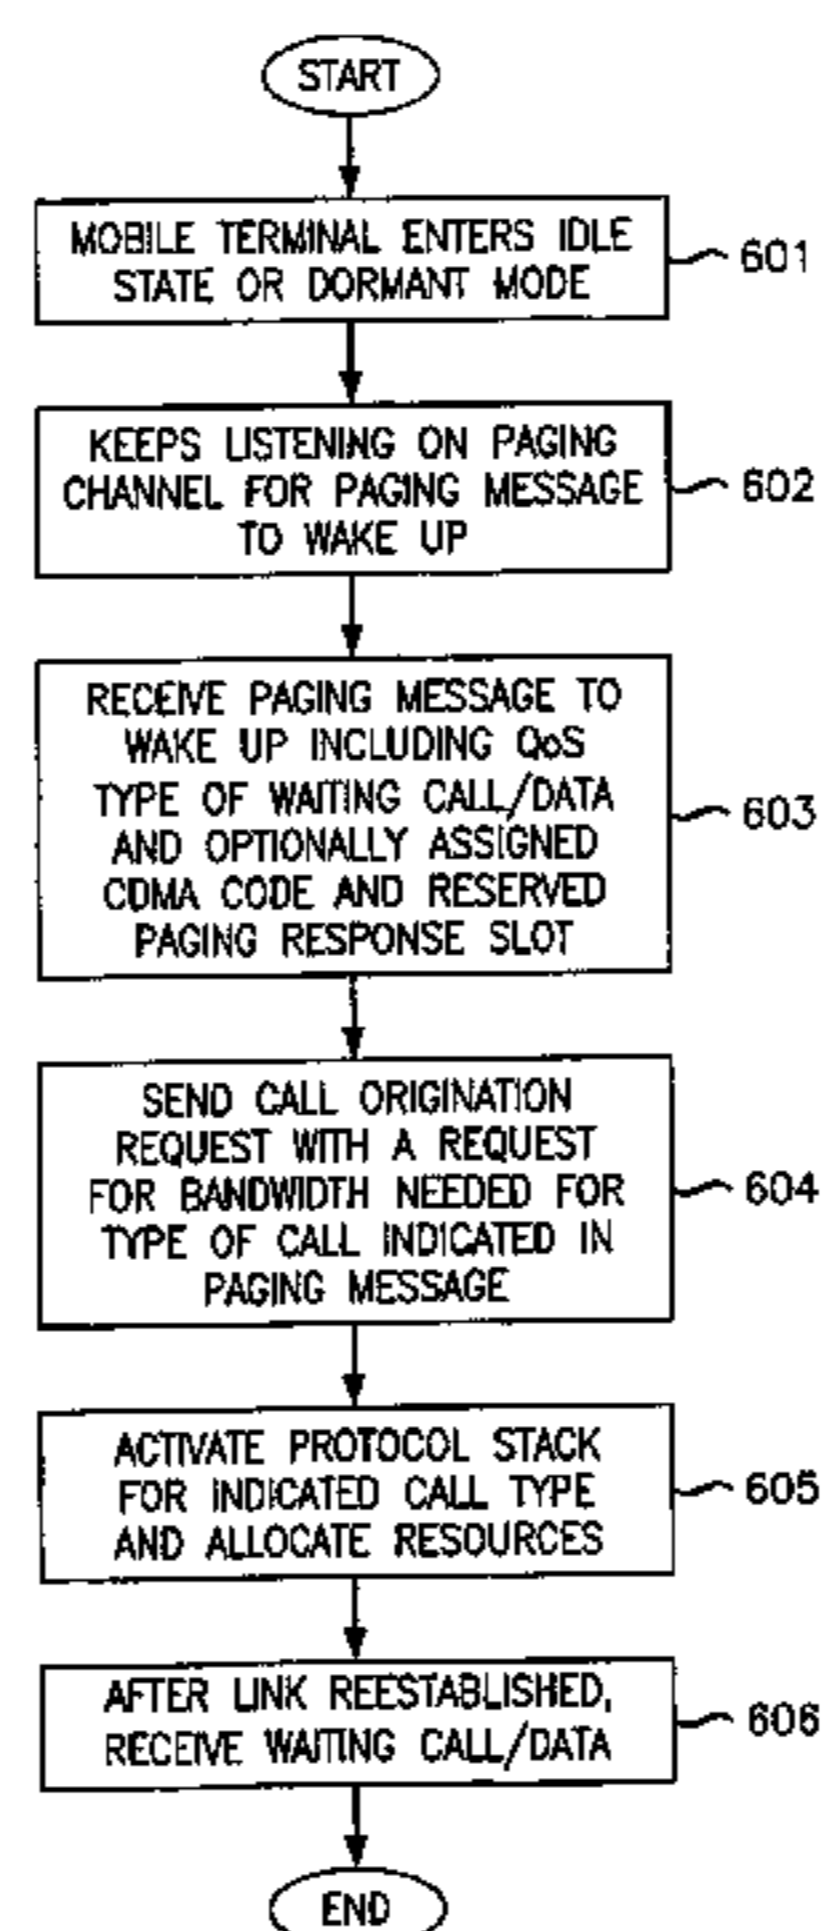 START
MOBILE TERMINAL ENTERS IDLE
STATE OR DORMANT MODE
601
KEEPS LISTENING ON PAGING
CHANNEL FOR PAGING MESSAGE
TO WAKE UP
602
RECEIVE PAGING MESSAGE TO
WAKE UP INCLUDING QoS
TYPE OF WAITING CALL/DATA
AND OPTIONALLY ASSIGNED
CDMA CODE AND RESERVED
PAGING RESPONSE SLOT
603
SEND CALL ORIGINATION
REQUEST WITH A REQUEST
FOR BANDWIDTH NEEDED FOR
TYPE OF CALL INDICATED IN
PAGING MESSAGE
604
ACTIVATE PROTOCOL STACK
FOR INDICATED CALL TYPE
AND ALLOCATE RESOURCES
605
AFTER LINK REESTABLISHED,
RECEIVE WAITING CALL/DATA
606
END